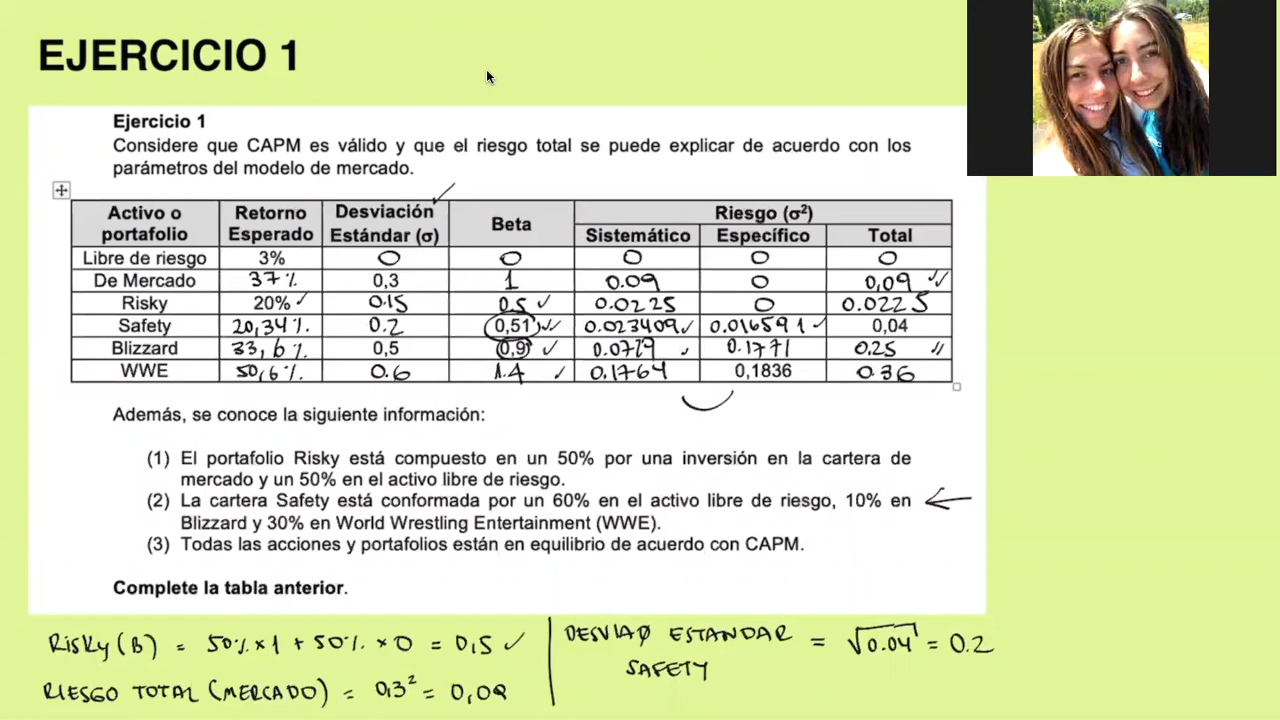 EJERCICIO 1
Ejercicio 1
Considere que CAPM es válido y que el riesgo total se puede explicar de acuerdo con los
parámetros del modelo de mercado.
Activo o portafolio Retorno Esperado Desviación Estándar (σ) Beta Riesgo (σ²)
Sistemático Específico Total
Libre de riesgo 3% 0 0 0 0 0
De Mercado 37% 0,3 1 0.09 0 0,09
Risky 20% 0.15 0.5 0.0225 0 0.0225
Safety 20,34% 0.2 0,51 0.023409 0.016591 0,04
Blizzard 33,6% 0,5 0,9 0.0729 0.1771 0.25
WWE 50,6% 0.6 1.4 0.1764 0,1836 0.36
Además, se conoce la siguiente información:
(1) El portafolio Risky está compuesto en un 50% por una inversión en la cartera de
mercado y un 50% en el activo libre de riesgo.
(2) La cartera Safety está conformada por un 60% en el activo libre de riesgo, 10% en
Blizzard y 30% en World Wrestling Entertainment (WWE).
(3) Todas las acciones y portafolios están en equilibrio de acuerdo con CAPM.
Complete la tabla anterior.
RISKY (B) = 50% x 1 + 50% x 0 = 0,5
RIESGO TOTAL (MERCADO) = 0,3² = 0,09
ESTANDAR = √0.04 = 0.2
SAFETY